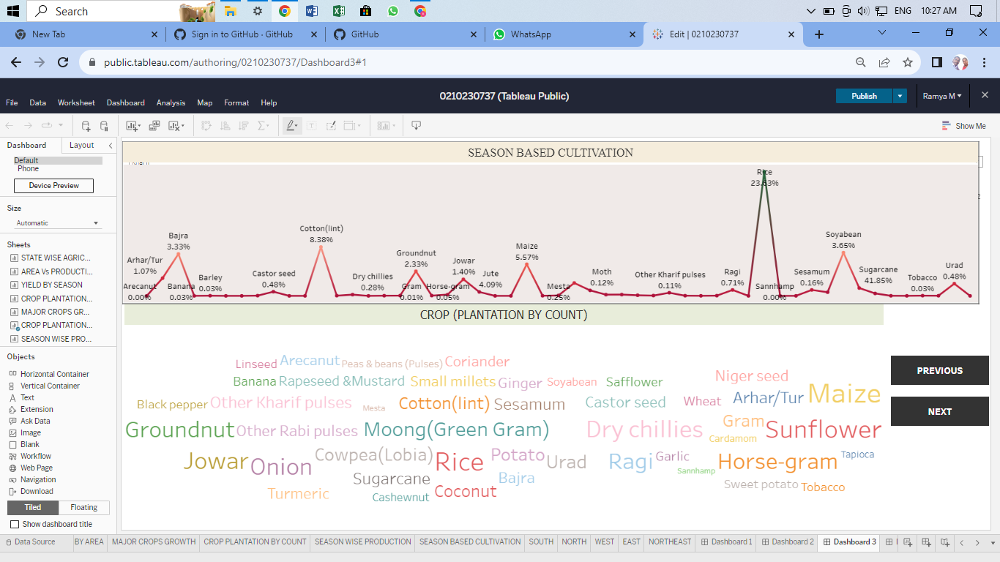 Search
ENG 10:27 AM
New Tab
Sign in to GitHub · GitHub
GitHub
WhatsApp
Edit | 0210230737
public.tableau.com/authoring/0210230737/Dashboard3#1
0210230737 (Tableau Public)
Publish
Ramya M
File Data Worksheet Dashboard Analysis Map Format Help
Show Me
Dashboard Layout
Default
Phone
Device Preview
Size
Automatic
Sheets
STATE WISE AGRIC...
AREA Vs PRODUCTI...
YIELD BY SEASON
CROP PLANTATION...
MAJOR CROPS GR...
CROP PLANTATION...
SEASON WISE PRO...
Objects
Horizontal Container
Vertical Container
Text
Extension
Ask Data
Image
Blank
Workflow
Web Page
Navigation
Download
Tiled Floating
Show dashboard title
SEASON BASED CULTIVATION
Arecanut
0.00%
Arhar/Tur
1.07%
Bajra
3.33%
Banana
0.03%
Barley
0.03%
Castor seed
0.48%
Cotton(lint)
8.38%
Dry chillies
0.28%
Gram
0.01%
Groundnut
2.33%
Horse-gram
0.05%
Jowar
1.40%
Jute
4.09%
Maize
5.57%
Mesta
0.25%
Moth
0.12%
Other Kharif pulses
0.11%
Ragi
0.71%
Rice
23.63%
Sannhamp
0.00%
Sesamum
0.16%
Soyabean
3.65%
Sugarcane
41.85%
Tobacco
0.03%
Urad
0.48%
CROP (PLANTATION BY COUNT)
Linseed Arecanut Peas & beans (Pulses) Coriander
Niger seed
Banana Rapeseed &Mustard Small millets Ginger Soyabean Safflower
Black pepper Other Kharif pulses Mesta Cotton(lint) Sesamum Castor seed Wheat Arhar/Tur Maize
Groundnut Other Rabi pulses Moong(Green Gram) Dry chillies Gram Cardamom Sunflower
Jowar Onion Cowpea(Lobia) Rice Potato Urad Ragi Garlic Sannhamp Horse-gram Tapioca
Sugarcane Bajra Sweet potato Tobacco
Turmeric Cashewnut Coconut
PREVIOUS
NEXT
Data Source BY AREA MAJOR CROPS GROWTH CROP PLANTATION BY COUNT SEASON WISE PRODUCTION SEASON BASED CULTIVATION SOUTH NORTH WEST EAST NORTHEAST Dashboard 1 Dashboard 2 Dashboard 3